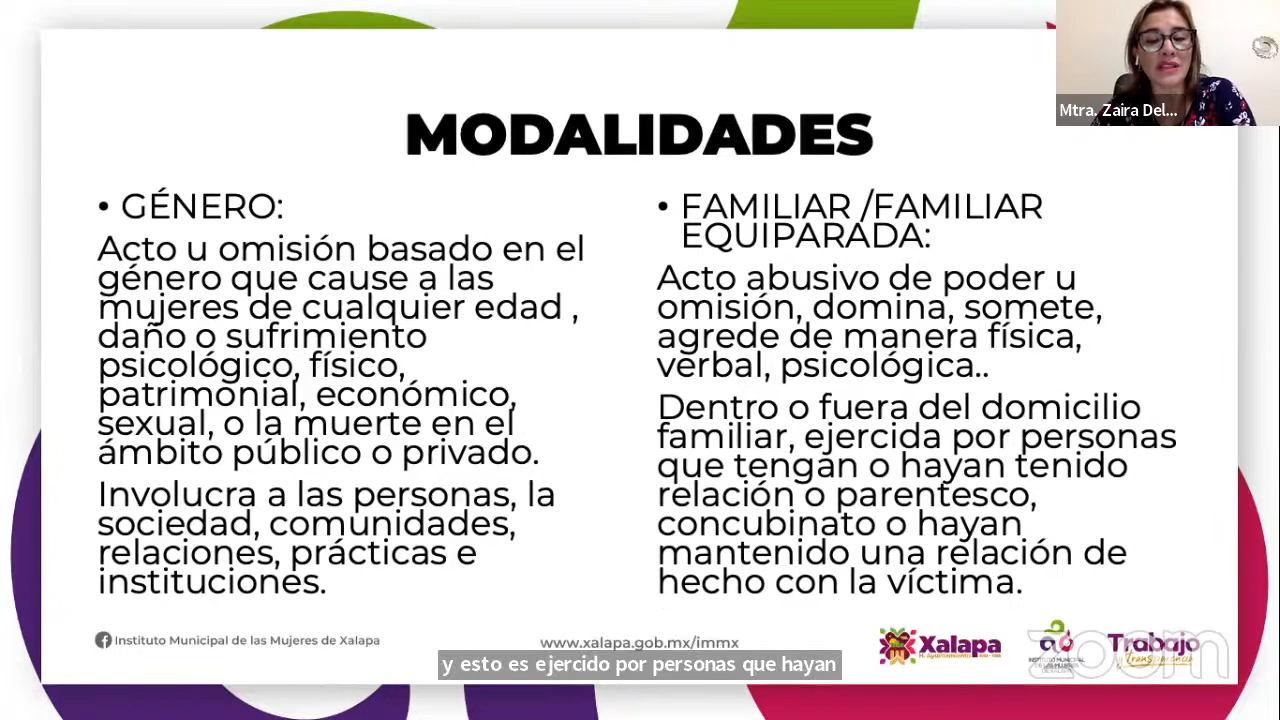 Mtra. Zaira Del...
MODALIDADES
• GÉNERO:
Acto u omisión basado en el
género que cause a las
mujeres de cualquier edad ,
daño o sufrimiento
psicológico, físico,
patrimonial, económico,
sexual, o la muerte en el
ámbito público o privado.
Involucra a las personas, la
sociedad, comunidades,
relaciones, prácticas e
instituciones.
• FAMILIAR /FAMILIAR
EQUIPARADA:
Acto abusivo de poder u
omisión, domina, somete,
agrede de manera física,
verbal, psicológica..
Dentro o fuera del domicilio
familiar, ejercida por personas
que tengan o hayan tenido
relación o parentesco,
concubinato o hayan
mantenido una relación de
hecho con la víctima.
Instituto Municipal de las Mujeres de Xalapa
www.xalapa.gob.mx/immx
Xalapa
H. Ayuntamiento
INSTITUTO MUNICIPAL
DE LAS MUJERES
Trabajo
y transparencia
zoom
y esto es ejercido por personas que hayan